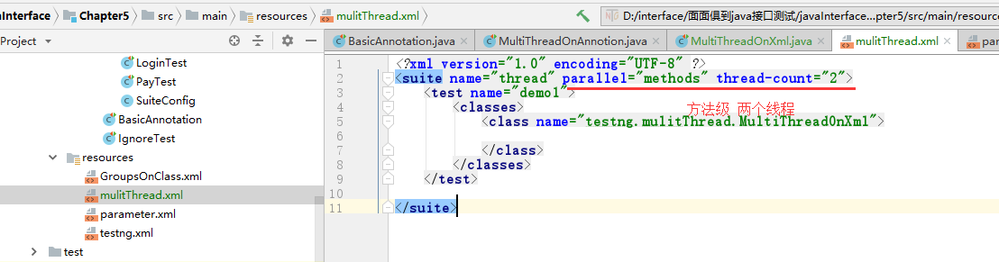 aInterface
Chapter5
src
main
resources
mulitThread.xml
D:/interface/面面俱到java接口测试/javaInterface...pter5/src/main/resource
Project
BasicAnnotation.java
MultiThreadOnAnnotion.java
MultiThreadOnXml.java
mulitThread.xml
par
LoginTest
PayTest
SuiteConfig
BasicAnnotation
IgnoreTest
resources
GroupsOnClass.xml
mulitThread.xml
parameter.xml
testng.xml
test
1 <?xml version="1.0" encoding="UTF-8" ?>
2 <suite name="thread" parallel="methods" thread-count="2">
3 <test name="demo1">
4 <classes>
方法级 两个线程
5 <class name="testng.mulitThread.MultiThreadOnXml">
6
7 </class>
8 </classes>
9 </test>
10
11 </suite>